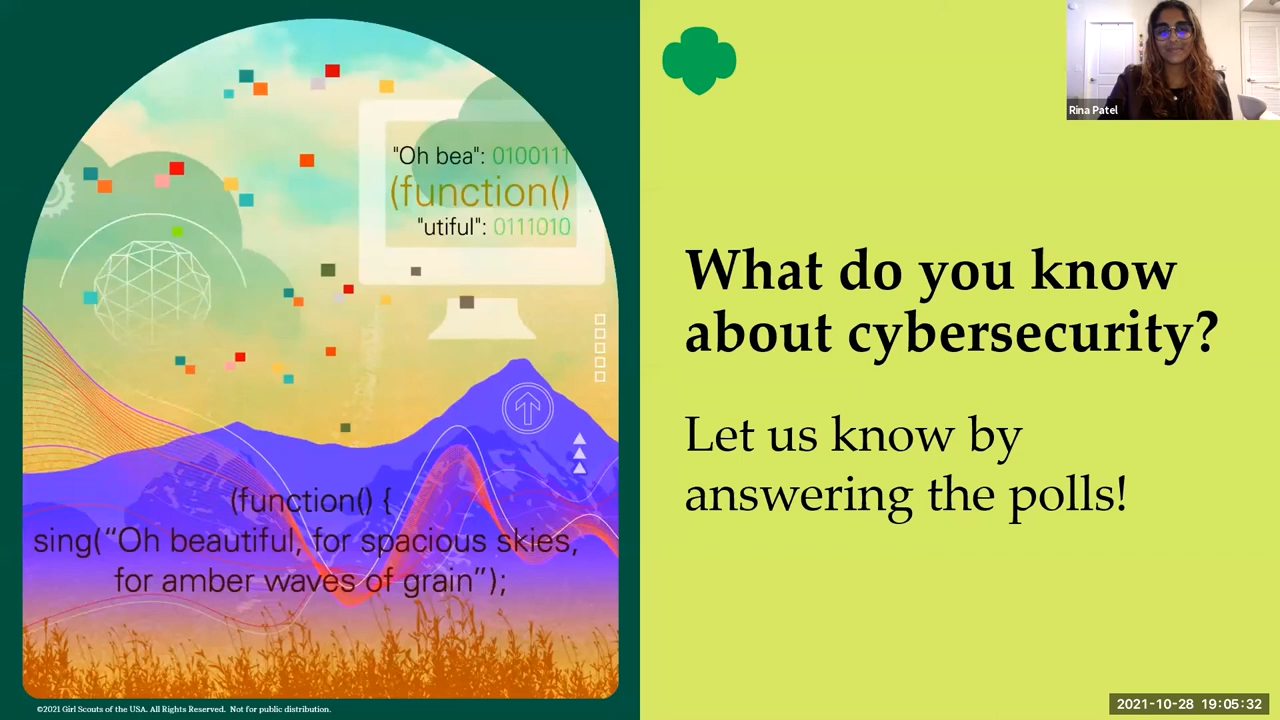 "Oh bea": 0100111
(function()
"utiful": 0111010
(function() {
sing(“Oh beautiful, for spacious skies,
for amber waves of grain”);
©2021 Girl Scouts of the USA. All Rights Reserved. Not for public distribution.
What do you know
about cybersecurity?
Let us know by
answering the polls!
Rina Patel
2021-10-28 19:05:32